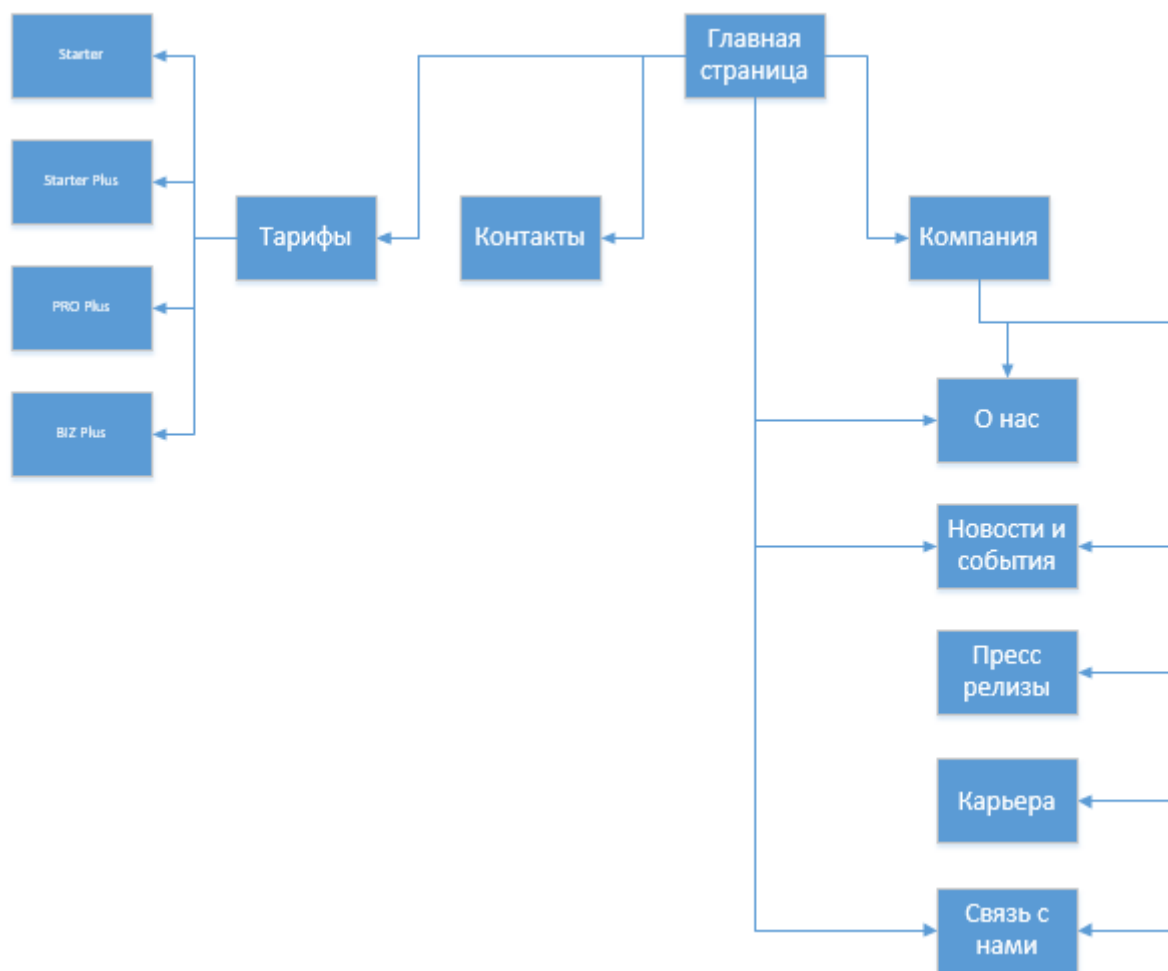 Главная
страница
Starter
Starter Plus
PRO Plus
BIZ Plus
Тарифы
Контакты
Компания
О нас
Новости и
события
Пресс
релизы
Карьера
Связь с
нами